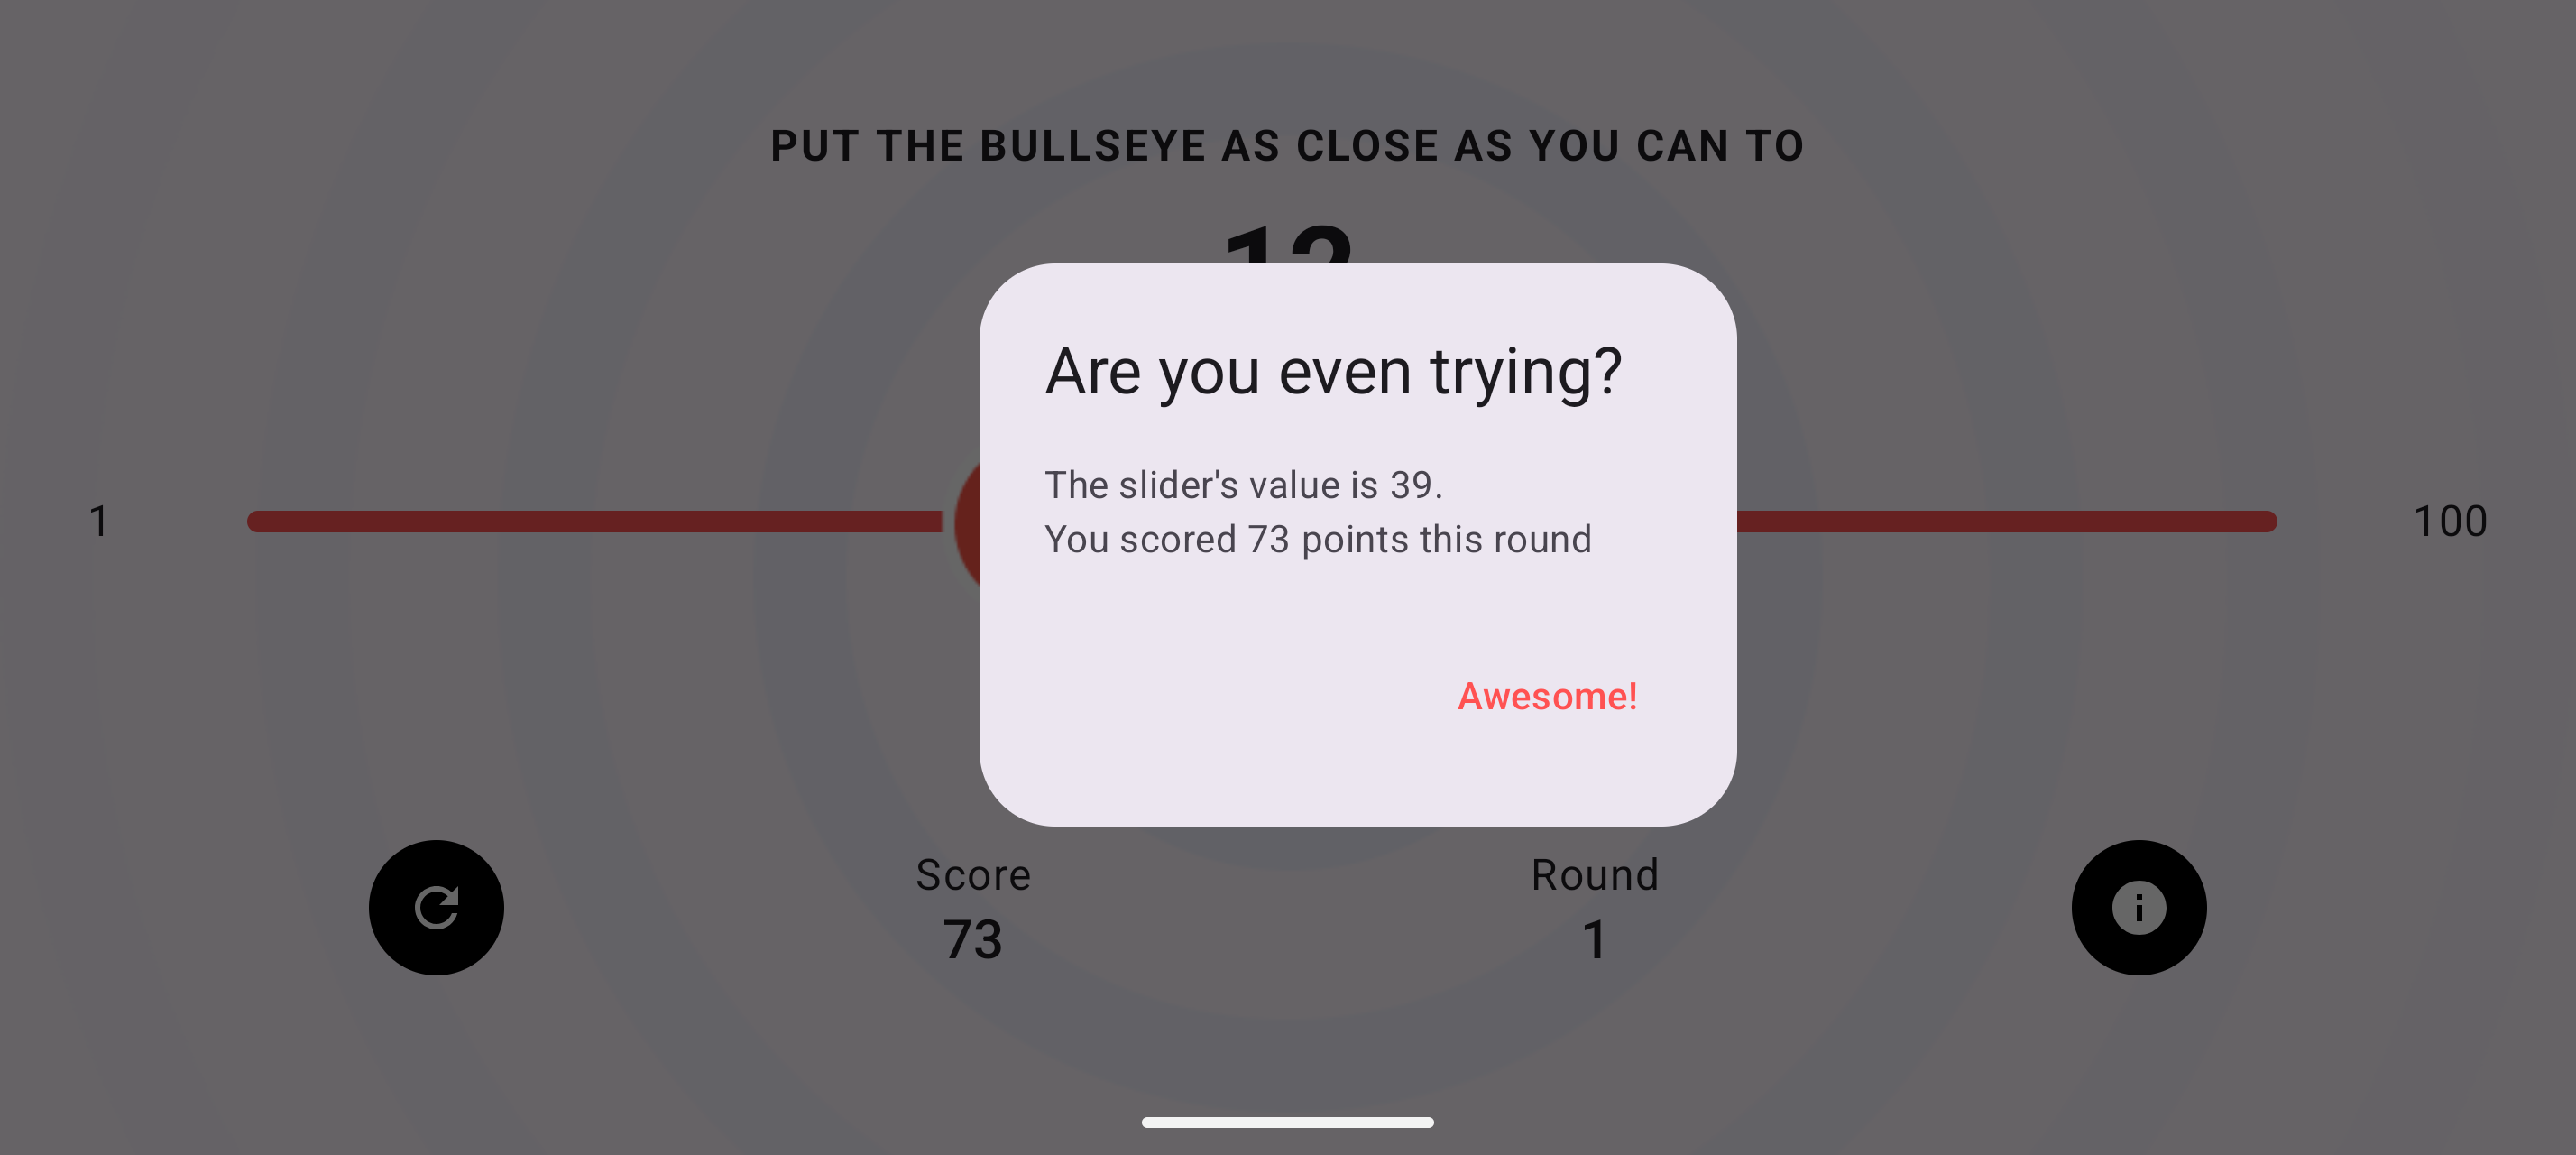 PUT THE BULLSEYE AS CLOSE AS YOU CAN TO
12
Are you even trying?
The slider's value is 39.
You scored 73 points this round
Awesome!
1
100
Score
73
Round
1